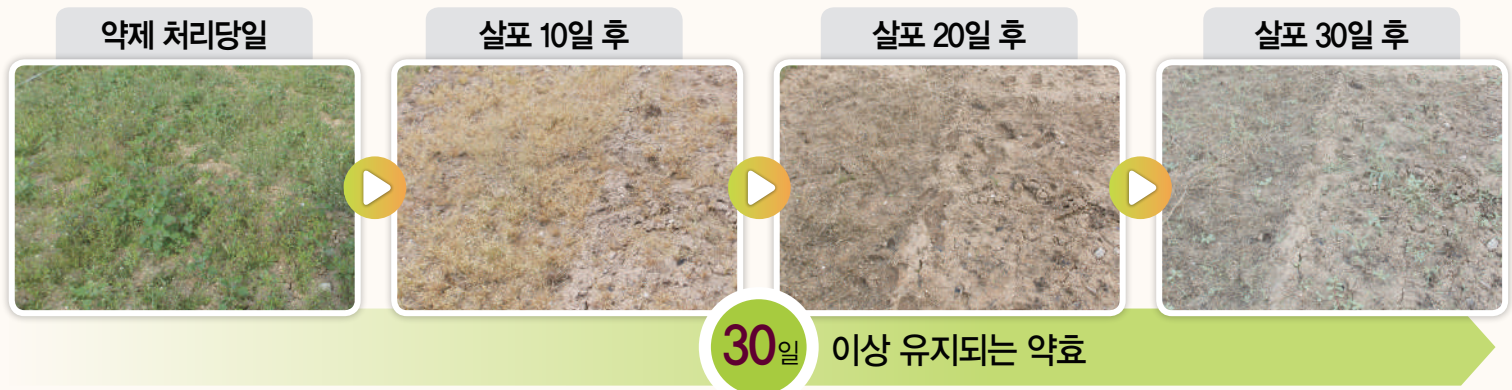 약제 처리당일
살포 10일 후
살포 20일 후
살포 30일 후
30일 이상 유지되는 약효